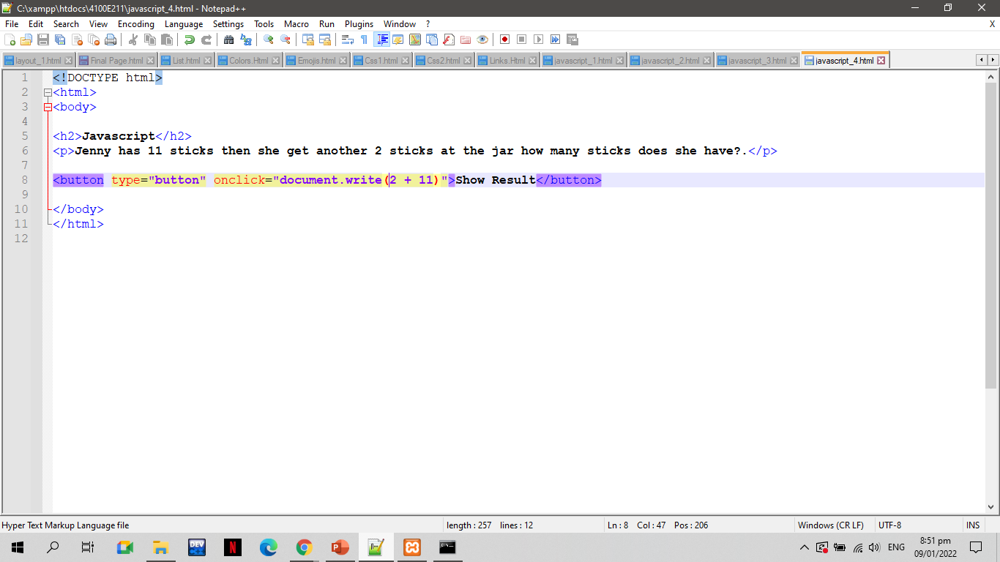 C:\xampp\htdocs\4100E211\javascript_4.html - Notepad++
File Edit Search View Encoding Language Settings Tools Macro Run Plugins Window ? X
layout_1.html Final Page.html List.html Colors.Html Emojis.html Css1.html Css2.html Links.Html javascript_1.html javascript_2.html javascript_3.html javascript_4.html
1 <!DOCTYPE html>
2 <html>
3 <body>
4
5 <h2>Javascript</h2>
6 <p>Jenny has 11 sticks then she get another 2 sticks at the jar how many sticks does she have?.</p>
7
8 <button type="button" onclick="document.write(2 + 11)">Show Result</button>
9
10 </body>
11 </html>
12
Hyper Text Markup Language file length : 257 lines : 12 Ln : 8 Col : 47 Pos : 206 Windows (CR LF) UTF-8 INS
DEV N P ENG 8:51 pm
09/01/2022